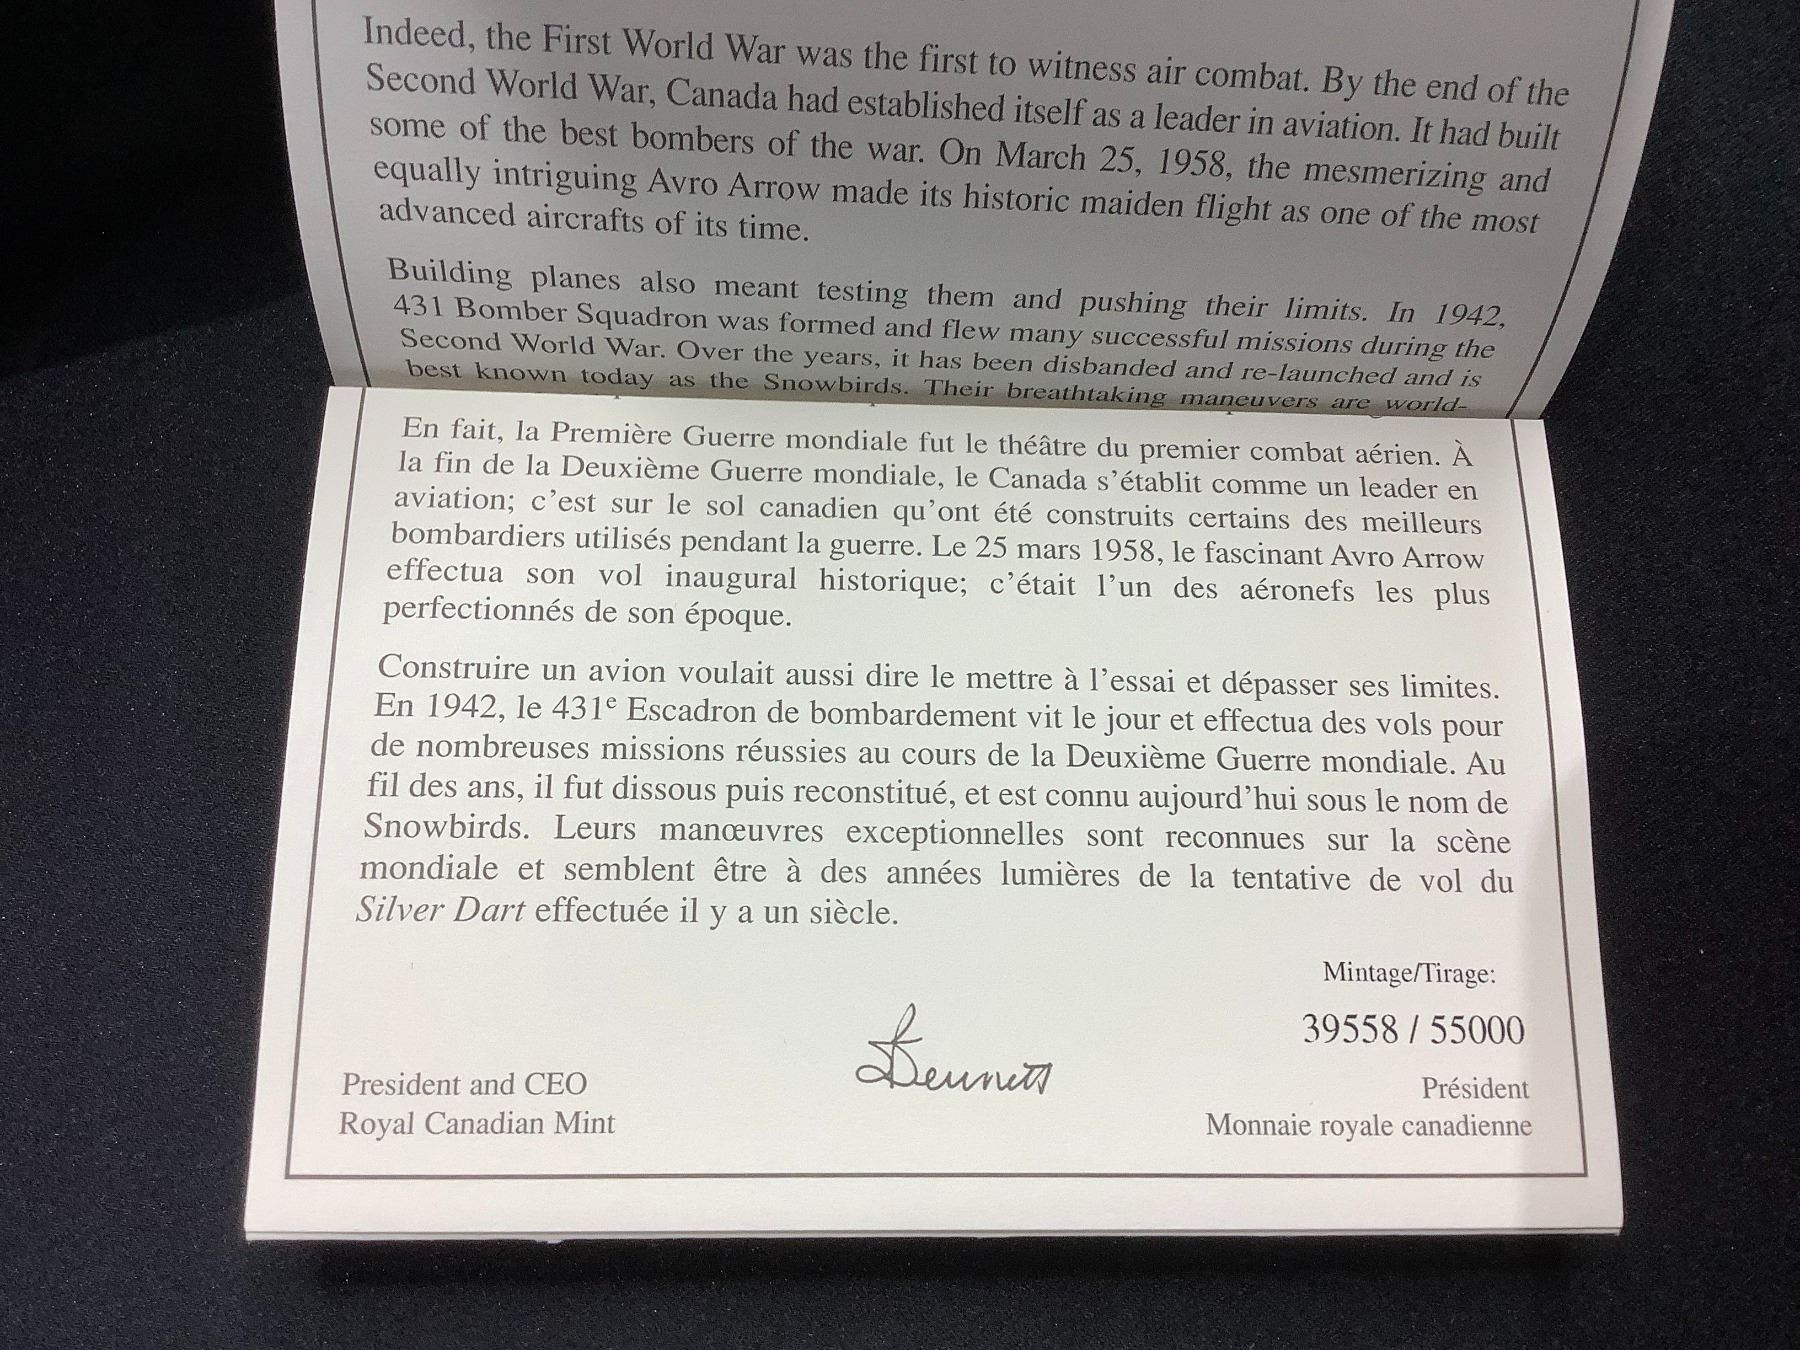 Indeed, the First World War was the first to witness air combat. By the end of the
Second World War, Canada had established itself as a leader in aviation. It had built
some of the best bombers of the war. On March 25, 1958, the mesmerizing and
equally intriguing Avro Arrow made its historic maiden flight as one of the most
advanced aircrafts of its time.
Building planes also meant testing them and pushing their limits. In 1942,
431 Bomber Squadron was formed and flew many successful missions during the
Second World War. Over the years, it has been disbanded and re-launched and is
best known today as the Snowbirds. Their breathtaking maneuvers are world-
En fait, la Première Guerre mondiale fut le théâtre du premier combat aérien. À
la fin de la Deuxième Guerre mondiale, le Canada s'établit comme un leader en
aviation; c'est sur le sol canadien qu'ont été construits certains des meilleurs
bombardiers utilisés pendant la guerre. Le 25 mars 1958, le fascinant Avro Arrow
effectua son vol inaugural historique; c'était l'un des aéronefs les plus
perfectionnés de son époque.
Construire un avion voulait aussi dire le mettre à l'essai et dépasser ses limites.
En 1942, le 431e Escadron de bombardement vit le jour et effectua des vols pour
de nombreuses missions réussies au cours de la Deuxième Guerre mondiale. Au
fil des ans, il fut dissous puis reconstitué, et est connu aujourd'hui sous le nom de
Snowbirds. Leurs manœuvres exceptionnelles sont reconnues sur la scène
mondiale et semblent être à des années lumières de la tentative de vol du
Silver Dart effectuée il y a un siècle.
Mintage/Tirage:
39558 / 55000
Bennett
President and CEO
Royal Canadian Mint
Président
Monnaie royale canadienne